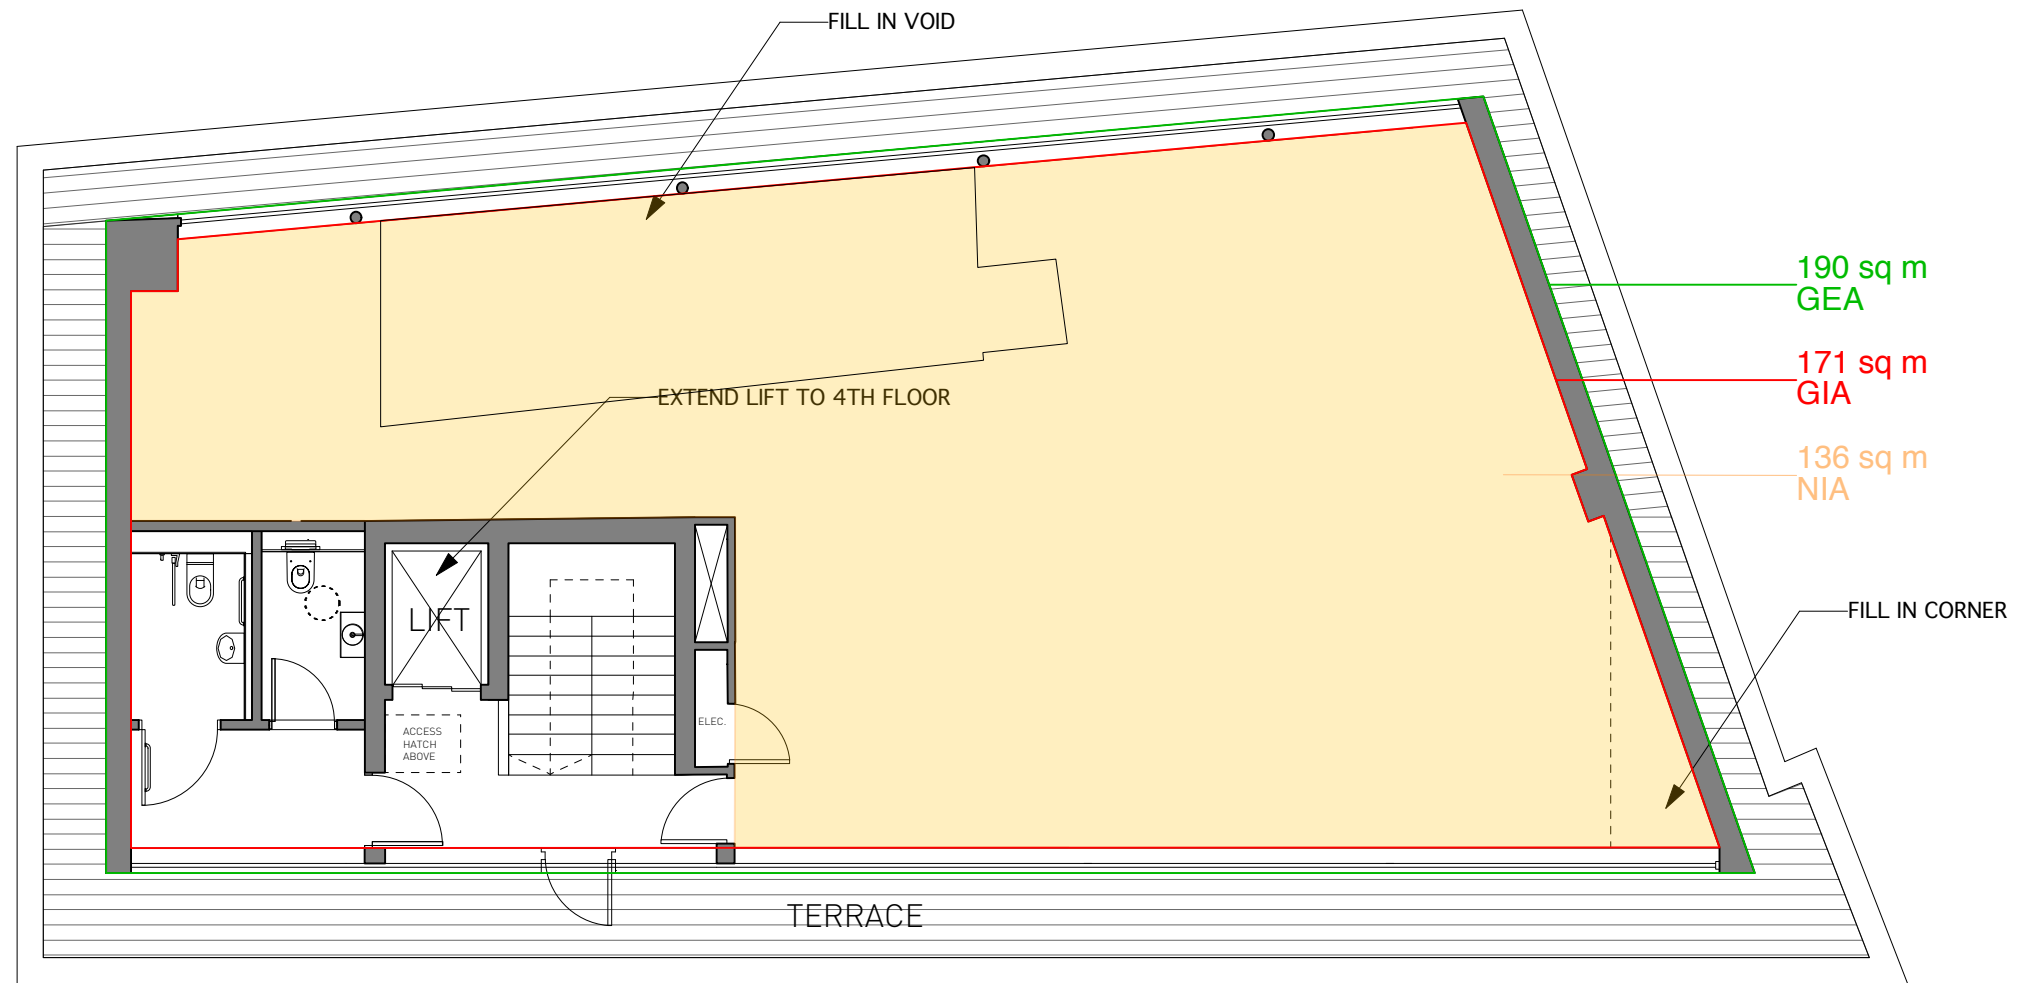 FILL IN VOID
190 sq m
GEA
171 sq m
GIA
EXTEND LIFT TO 4TH FLOOR
136 sq m
NIA
LIFT
FILL IN CORNER
ELEC.
ACCESS
HATCH
ABOVE
TERRACE